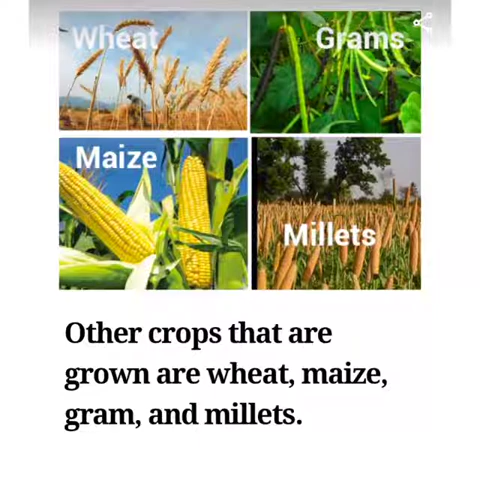 Wheat
Grams
Maize
Millets
Other crops that are
grown are wheat, maize,
gram, and millets.